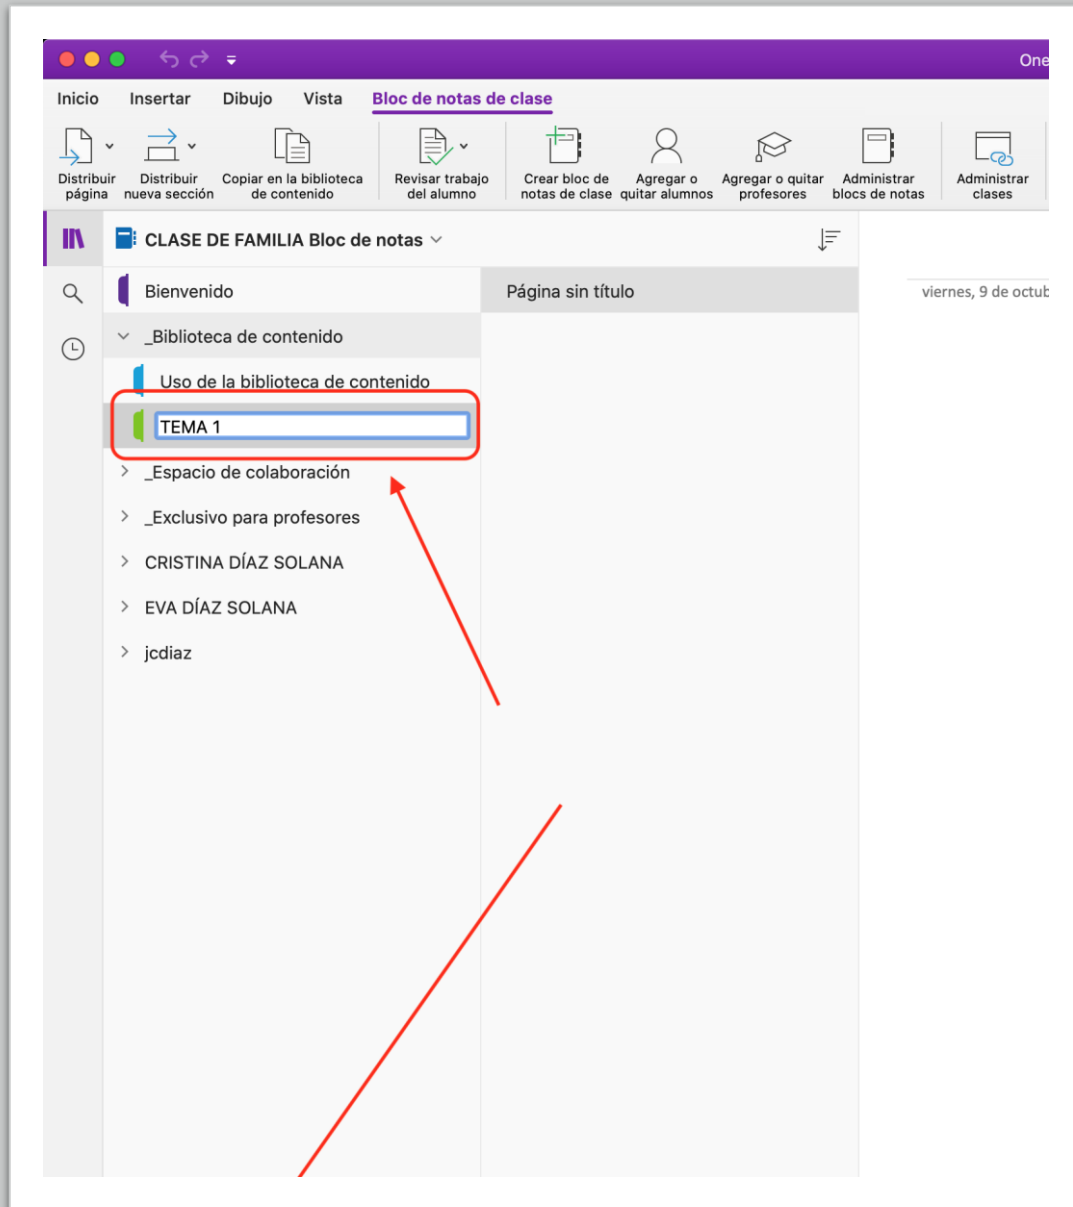 One
Inicio Insertar Dibujo Vista Bloc de notas de clase
Distribuir página
Distribuir nueva sección
Copiar en la biblioteca de contenido
Revisar trabajo del alumno
Crear bloc de notas de clase
Agregar o quitar alumnos
Agregar o quitar profesores
Administrar blocs de notas
Administrar clases
CLASE DE FAMILIA Bloc de notas
Bienvenido
Página sin título
viernes, 9 de octub
_Biblioteca de contenido
Uso de la biblioteca de contenido
TEMA 1
_Espacio de colaboración
_Exclusivo para profesores
CRISTINA DÍAZ SOLANA
EVA DÍAZ SOLANA
jcdiaz